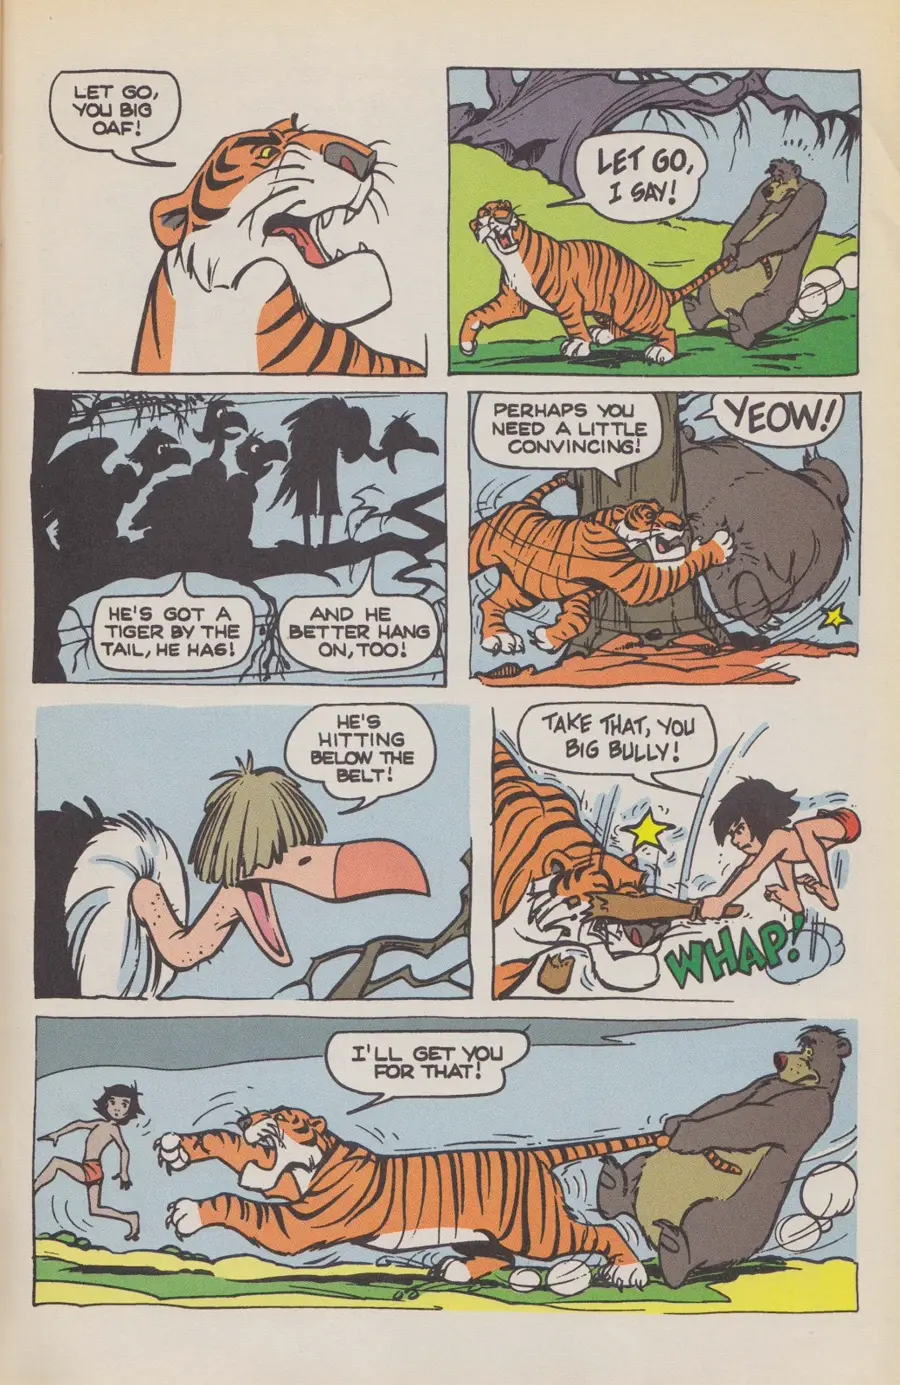 LET GO,
YOU BIG
OAF!
LET GO,
I SAY!
HE'S GOT A
TIGER BY THE
TAIL, HE HAS!
AND HE
BETTER HANG
ON, TOO!
PERHAPS YOU
NEED A LITTLE
CONVINCING!
YEOW!
HE'S
HITTING
BELOW THE
BELT!
TAKE THAT, YOU
BIG BULLY!
WHAP!
I'LL GET YOU
FOR THAT!